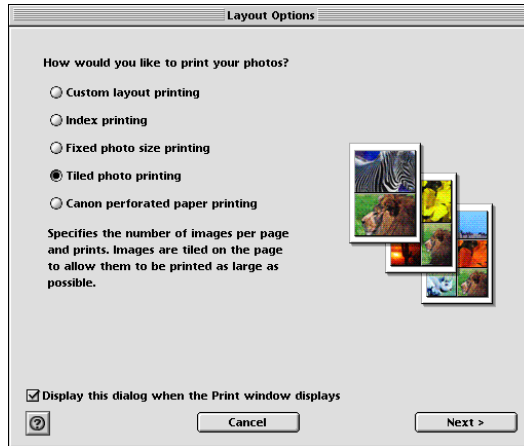 Layout Options
How would you like to print your photos?
Custom layout printing
Index printing
Fixed photo size printing
Tiled photo printing
Canon perforated paper printing
Specifies the number of images per page
and prints. Images are tiled on the page
to allow them to be printed as large as
possible.
Display this dialog when the Print window displays
?
Cancel
Next >